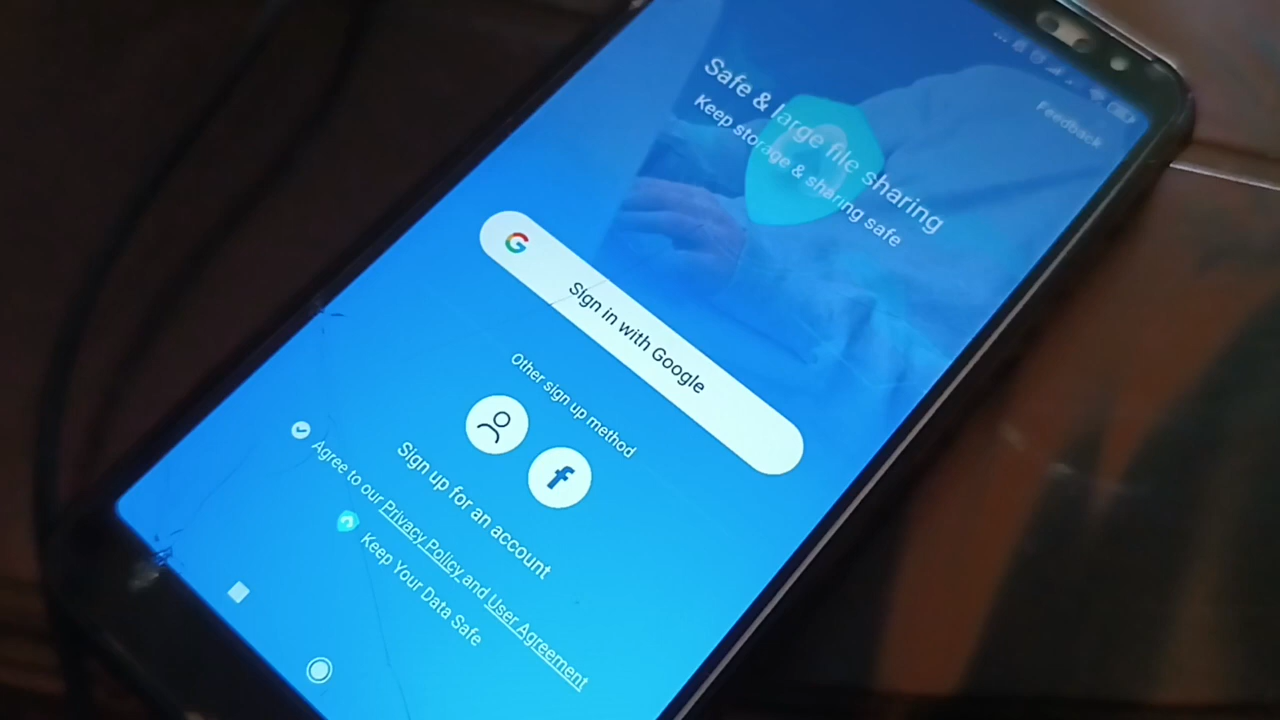 Feedback
Safe & large file sharing
Keep storage & sharing safe
Sign in with Google
Other sign up method
Sign up for an account
Agree to our Privacy Policy and User Agreement
Keep Your Data Safe